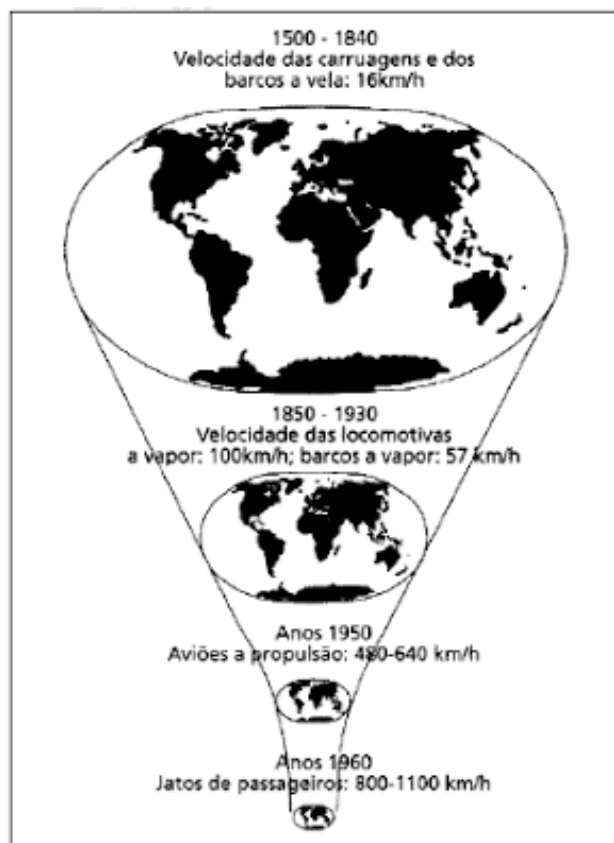 1500 - 1840
Velocidade das carruagens e dos
barcos a vela: 16km/h
1850 - 1930
Velocidade das locomotivas
a vapor: 100km/h; barcos a vapor: 57 km/h
Anos 1950
Aviões a propulsão: 480-640 km/h
Anos 1960
Jatos de passageiros: 800-1100 km/h